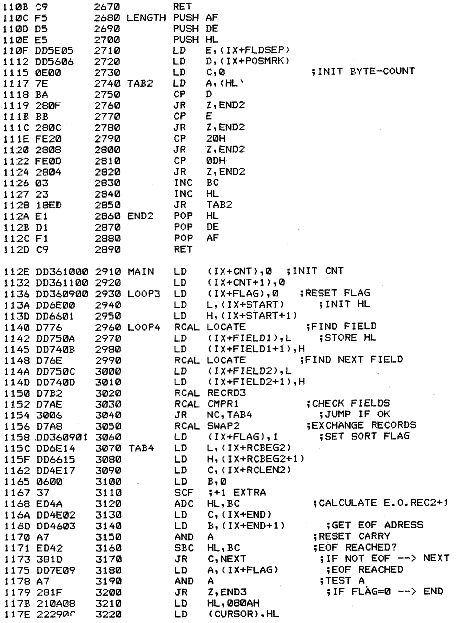 110B C9 2670 RET
110C F5 2680 LENGTH PUSH AF
110D D5 2690 PUSH DE
110E E5 2700 PUSH HL
110F DD5E05 2710 LD E,(IX+FLDSEP)
1112 DD5606 2720 LD D,(IX+POSMRK)
1115 0E00 2730 LD C,0 ;INIT BYTE-COUNT
1117 7E 2740 TAB2 LD A,(HL)
1118 BA 2750 CP D
1119 280F 2760 JR Z,END2
111B BB 2770 CP E
111C 280C 2780 JR Z,END2
111E FE20 2790 CP 20H
1120 2808 2800 JR Z,END2
1122 FE0D 2810 CP 0DH
1124 2804 2820 JR Z,END2
1126 03 2830 INC BC
1127 23 2840 INC HL
1128 18ED 2850 JR TAB2
112A E1 2860 END2 POP HL
112B D1 2870 POP DE
112C F1 2880 POP AF
112D C9 2890 RET
112E DD361000 2910 MAIN LD (IX+CNT),0 ;INIT CNT
1132 DD361100 2920 LD (IX+CNT+1),0
1136 DD360900 2930 LOOP3 LD (IX+FLAG),0 ;RESET FLAG
113A DD6E00 2940 LD L,(IX+START) ;INIT HL
113D DD6601 2950 LD H,(IX+START+1)
1140 D776 2960 LOOP4 RCAL LOCATE ;FIND FIELD
1142 DD750A 2970 LD (IX+FIELD1),L ;STORE HL
1145 DD740B 2980 LD (IX+FIELD1+1),H
1148 D76E 2990 RCAL LOCATE ;FIND NEXT FIELD
114A DD750C 3000 LD (IX+FIELD2),L
114D DD740D 3010 LD (IX+FIELD2+1),H
1150 D7B2 3020 RCAL RECRD3
1152 D7AE 3030 RCAL CMPR1 ;CHECK FIELDS
1154 3006 3040 JR NC,TAB4 ;JUMP IF OK
1156 D7A8 3050 RCAL SWAP2 ;EXCHANGE RECORDS
1158 DD360901 3060 LD (IX+FLAG),1 ;SET SORT FLAG
115C DD6E14 3070 TAB4 LD L,(IX+RCBEG2)
115F DD6615 3080 LD H,(IX+RCBEG2+1)
1162 DD4E17 3090 LD C,(IX+RCLEN2)
1165 0600 3100 LD B,0
1167 37 3110 SCF ;+1 EXTRA
1168 ED4A 3120 ADC HL,BC ;CALCULATE E.O.REC2+1
116A DD4E02 3130 LD C,(IX+END)
116D DD4603 3140 LD B,(IX+END+1) ;GET EOF ADRESS
1170 A7 3150 AND A ;RESET CARRY
1171 ED42 3160 SBC HL,BC ;EOF REACHED?
1173 381D 3170 JR C,NEXT ;IF NOT EOF --> NEXT
1175 DD7E09 3180 LD A,(IX+FLAG) ;EOF REACHED
1178 A7 3190 AND A ;TEST A
1179 281F 3200 JR Z,END3 ;IF FLAG=0 --> END
117B 210A08 3210 LD HL,080AH
117E 22290C 3220 LD (CURSOR),HL